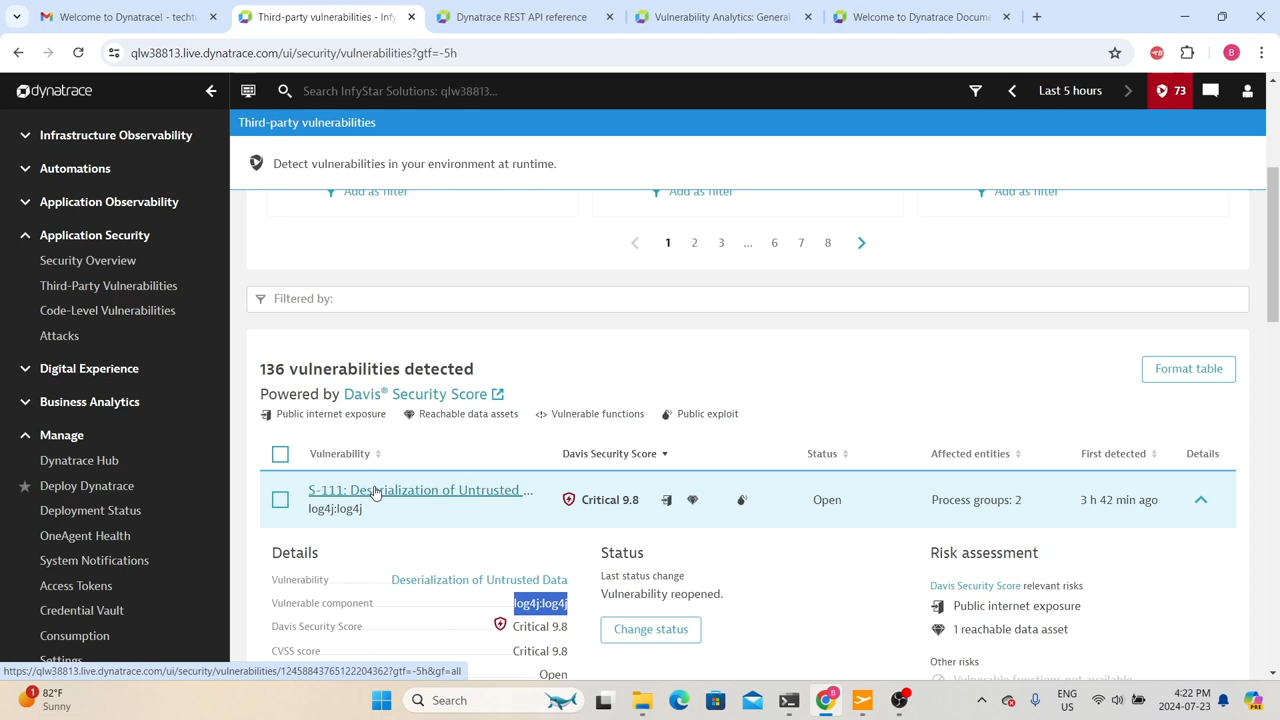 Welcome to Dynatrace! - techt
Third-party vulnerabilities - Inf
Dynatrace REST API reference
Vulnerability Analytics: General
Welcome to Dynatrace Docume
qlw38813.live.dynatrace.com/ui/security/vulnerabilities?gtf=-5h
B
dynatrace
Search InfyStar Solutions: qlw38813...
Last 5 hours
73
Third-party vulnerabilities
Detect vulnerabilities in your environment at runtime.
Infrastructure Observability
Automations
Application Observability
Application Security
Security Overview
Third-Party Vulnerabilities
Code-Level Vulnerabilities
Attacks
Digital Experience
Business Analytics
Manage
Dynatrace Hub
Deploy Dynatrace
Deployment Status
OneAgent Health
System Notifications
Access Tokens
Credential Vault
Consumption
Settings
Add as filter
Add as filter
Add as filter
1 2 3 ... 6 7 8
Filtered by:
136 vulnerabilities detected
Format table
Powered by Davis® Security Score
Public internet exposure Reachable data assets Vulnerable functions Public exploit
Vulnerability Davis Security Score Status Affected entities First detected Details
S-111: Deserialization of Untrusted ...
log4j:log4j
Critical 9.8 Open Process groups: 2 3 h 42 min ago
Details
Vulnerability Deserialization of Untrusted Data
Vulnerable component log4j:log4j
Davis Security Score Critical 9.8
CVSS score Critical 9.8
Open
Status
Last status change
Vulnerability reopened.
Change status
Risk assessment
Davis Security Score relevant risks
Public internet exposure
1 reachable data asset
Other risks
Vulnerable functions not available
https://qlw38813.live.dynatrace.com/ui/security/vulnerabilities/1245884376512220436​2?gtf=-5h&gf=all
1
82°F
Sunny
Search
B
ENG
US
4:22 PM
2024-07-23
PRE